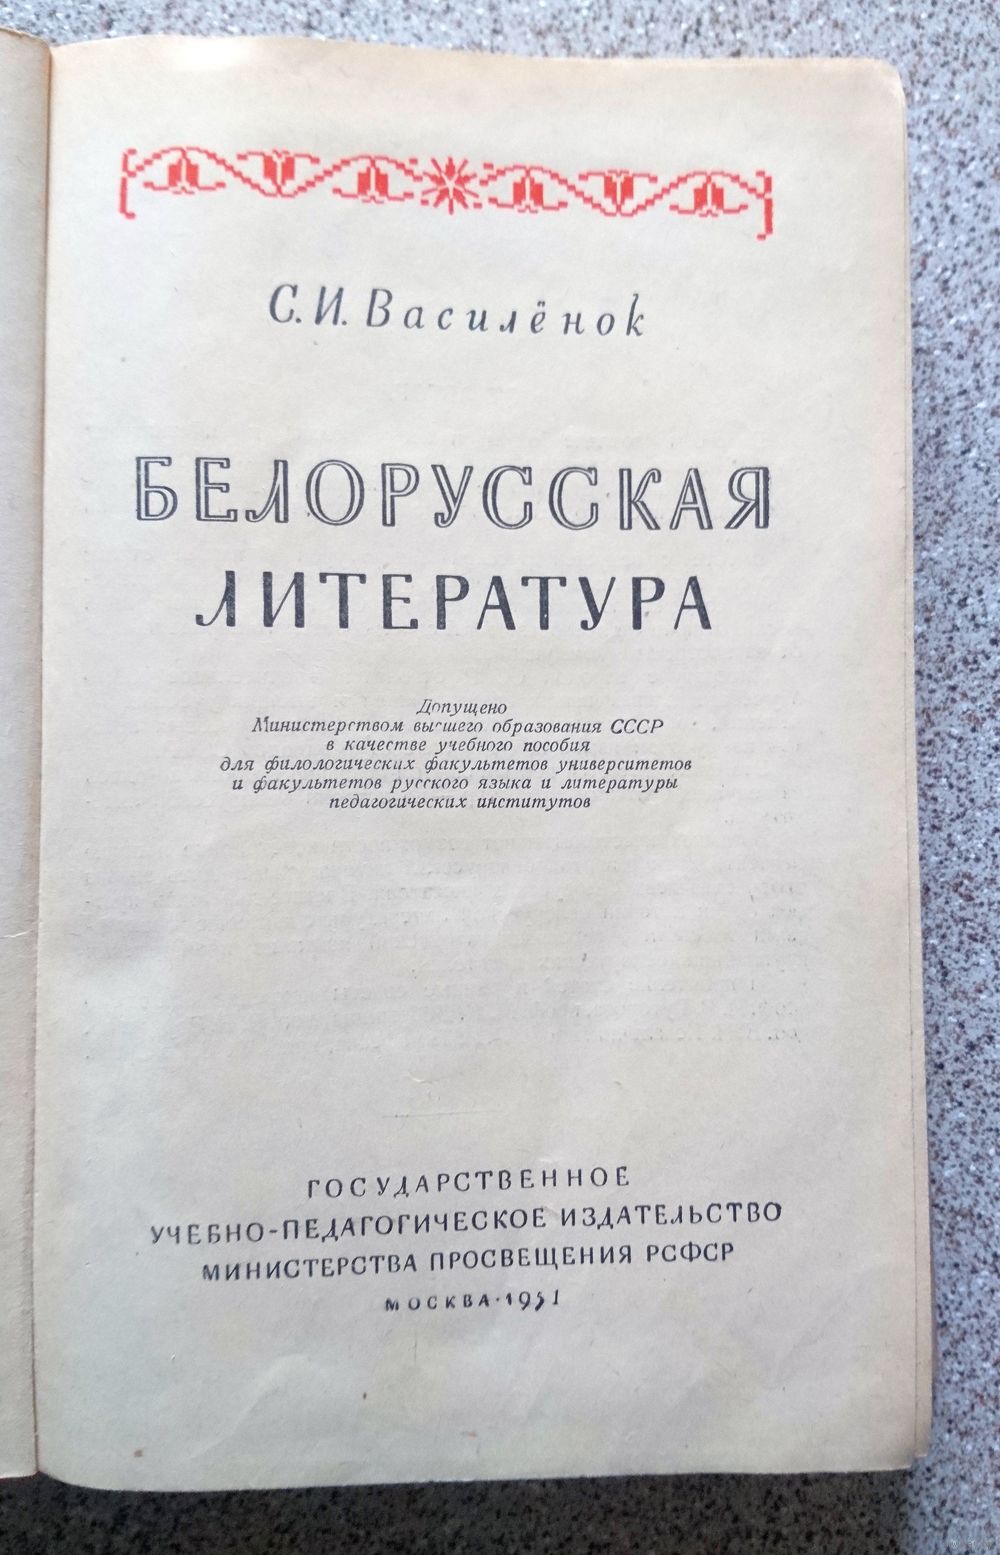 С. И. Василёнок
БЕЛОРУССКАЯ
ЛИТЕРАТУРА
Допущено
Министерством высшего образования СССР
в качестве учебного пособия
для филологических факультетов университетов
и факультетов русского языка и литературы
педагогических институтов
ГОСУДАРСТВЕННОЕ
УЧЕБНО-ПЕДАГОГИЧЕСКОЕ ИЗДАТЕЛЬСТВО
МИНИСТЕРСТВА ПРОСВЕЩЕНИЯ РСФСР
МОСКВА·1951